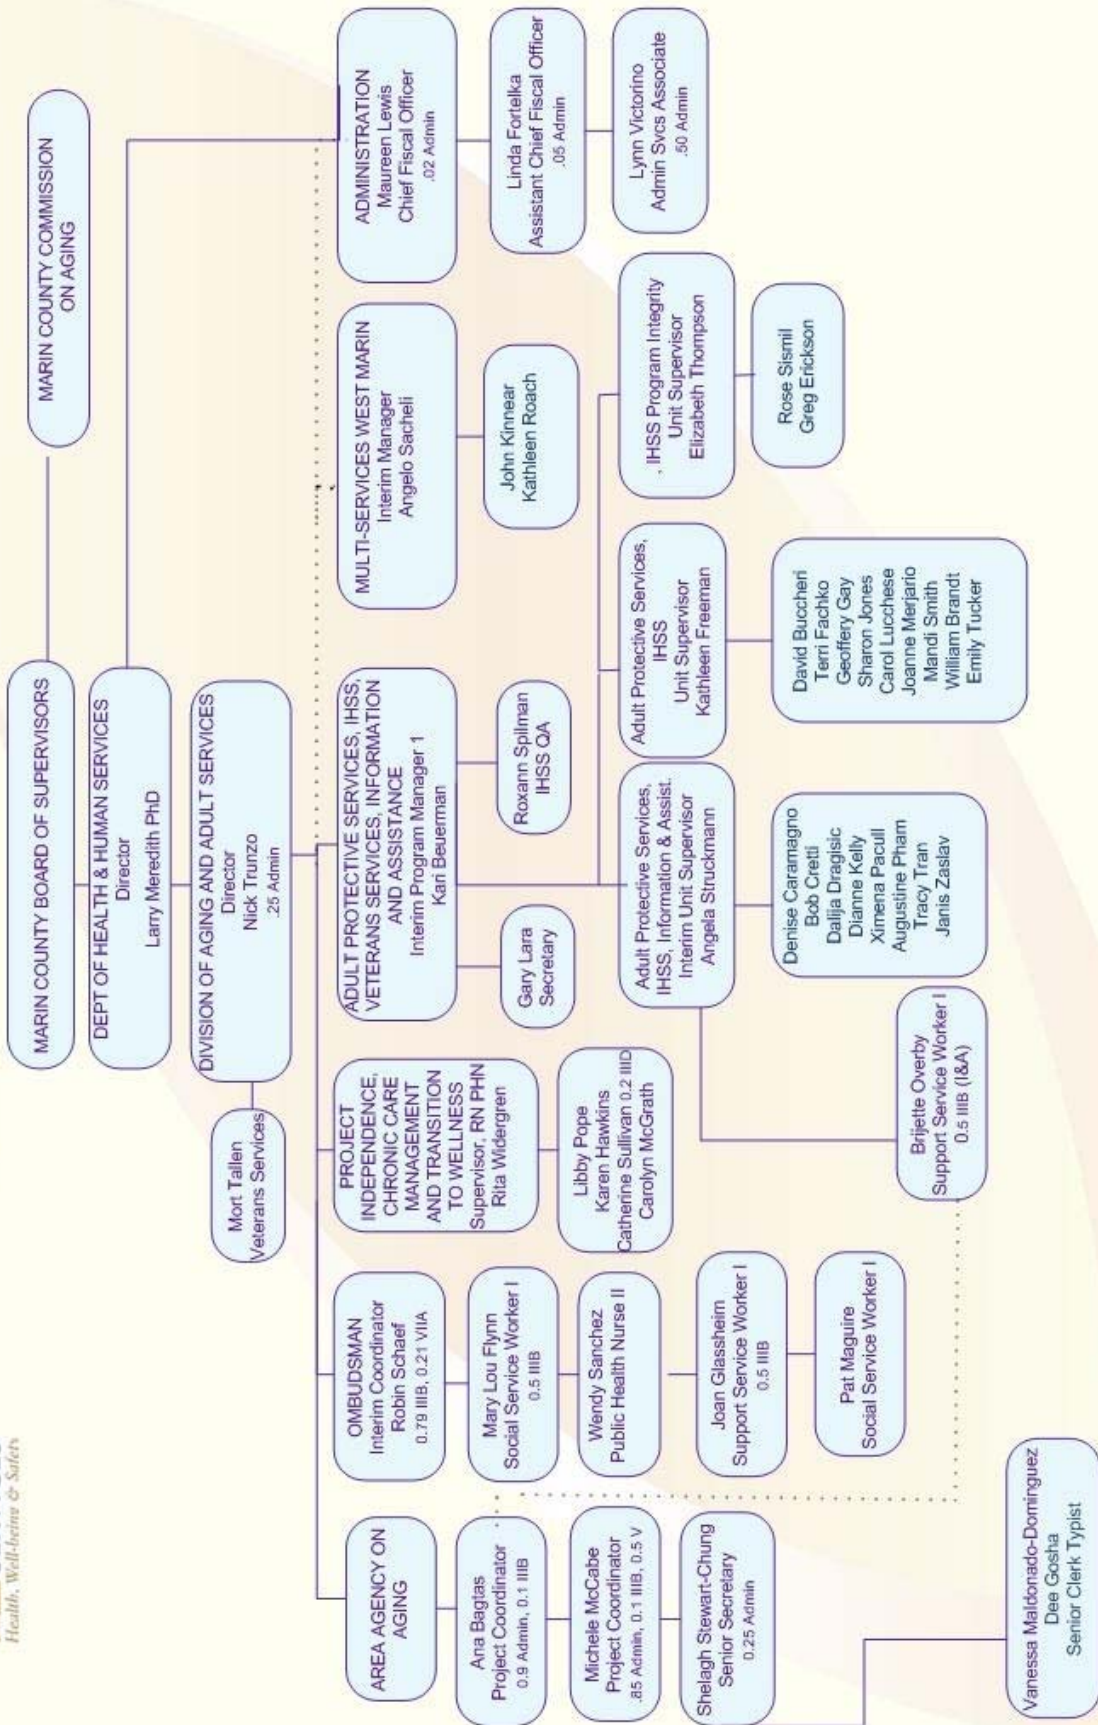 Health, Well-being & Safety
MARIN COUNTY BOARD OF SUPERVISORS
MARIN COUNTY COMMISSION
ON AGING
DEPT OF HEALTH & HUMAN SERVICES
Director
Larry Meredith PhD
DIVISION OF AGING AND ADULT SERVICES
Director
Nick Trunzo
.25 Admin
Mort Tallen
Veterans Services
AREA AGENCY ON
AGING
Ana Bagtas
Project Coordinator
0.9 Admin, 0.1 IIIB
Michele McCabe
Project Coordinator
.85 Admin, 0.1 IIIB, 0.5 V
Shelagh Stewart-Chung
Senior Secretary
0.25 Admin
Vanessa Maldonado-Dominguez
Dee Gosha
Senior Clerk Typist
OMBUDSMAN
Interim Coordinator
Robin Schaef
0.79 IIIB, 0.21 VIIA
Mary Lou Flynn
Social Service Worker I
0.5 IIIB
Wendy Sanchez
Public Health Nurse II
Joan Glassheim
Support Service Worker I
0.5 IIIB
Pat Maguire
Social Service Worker I
PROJECT
INDEPENDENCE,
CHRONIC CARE
MANAGEMENT
AND TRANSITION
TO WELLNESS
Supervisor, RN PHN
Rita Widergren
Libby Pope
Karen Hawkins
Catherine Sullivan 0.2 IIID
Carolyn McGrath
ADULT PROTECTIVE SERVICES, IHSS,
VETERANS SERVICES, INFORMATION
AND ASSISTANCE
Interim Program Manager 1
Kari Beuerman
Gary Lara
Secretary
Roxann Spilman
IHSS QA
Adult Protective Services,
IHSS, Information & Assist.
Interim Unit Supervisor
Angela Struckmann
Denise Caramagno
Bob Cretti
Dalija Dragisic
Dianne Kelly
Ximena Pacull
Augustine Pham
Tracy Tran
Janis Zaslav
Brijette Overby
Support Service Worker I
0.5 IIIB (I&A)
Adult Protective Services,
IHSS
Unit Supervisor
Kathleen Freeman
David Buccheri
Terri Fachko
Geoffery Gay
Sharon Jones
Carol Lucchese
Joanne Merjario
Mandi Smith
William Brandt
Emily Tucker
, IHSS Program Integrity
Unit Supervisor
Elizabeth Thompson
Rose Sismil
Greg Erickson
MULTI-SERVICES WEST MARIN
Interim Manager
Angelo Sacheli
John Kinnear
Kathleen Roach
ADMINISTRATION
Maureen Lewis
Chief Fiscal Officer
.02 Admin
Linda Fortelka
Assistant Chief Fiscal Officer
.05 Admin
Lynn Victorino
Admin Svcs Associate
.50 Admin